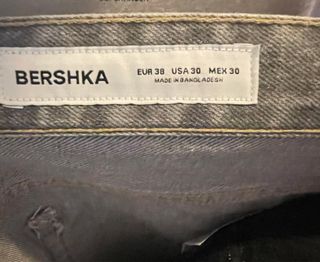 BERSHKA
EUR 38 USA 30 MEX 30
MADE IN BANGLADESH